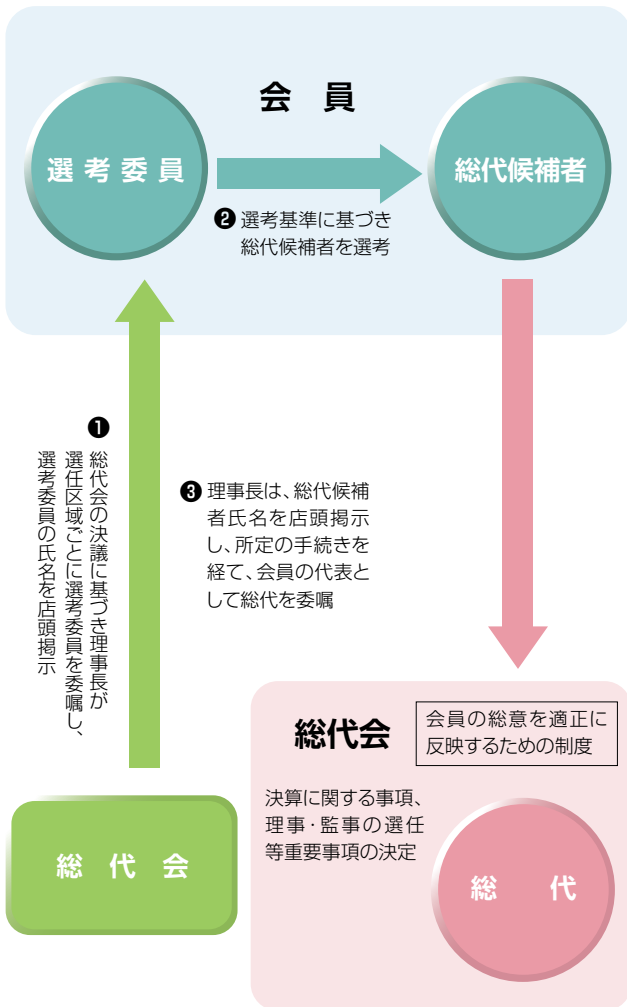 会　員
選 考 委 員
総代候補者
❷ 選考基準に基づき
総代候補者を選考
❶
総代会の決議に基づき理事長が
選任区域ごとに選考委員を委嘱し、
選考委員の氏名を店頭掲示
❸ 理事長は、総代候補
者氏名を店頭掲示
し、所定の手続きを
経て、会員の代表と
して総代を委嘱
総　代　会
総代会
会員の総意を適正に
反映するための制度
決算に関する事項、
理事・監事の選任
等重要事項の決定
総　　代